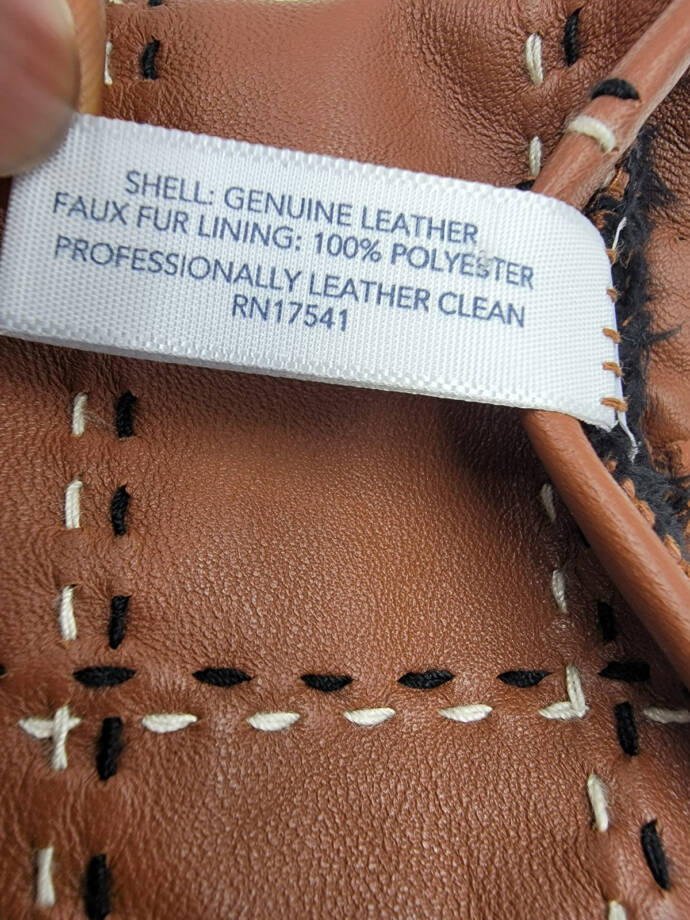 SHELL: GENUINE LEATHER
FAUX FUR LINING: 100% POLYESTER
PROFESSIONALLY LEATHER CLEAN
RN17541